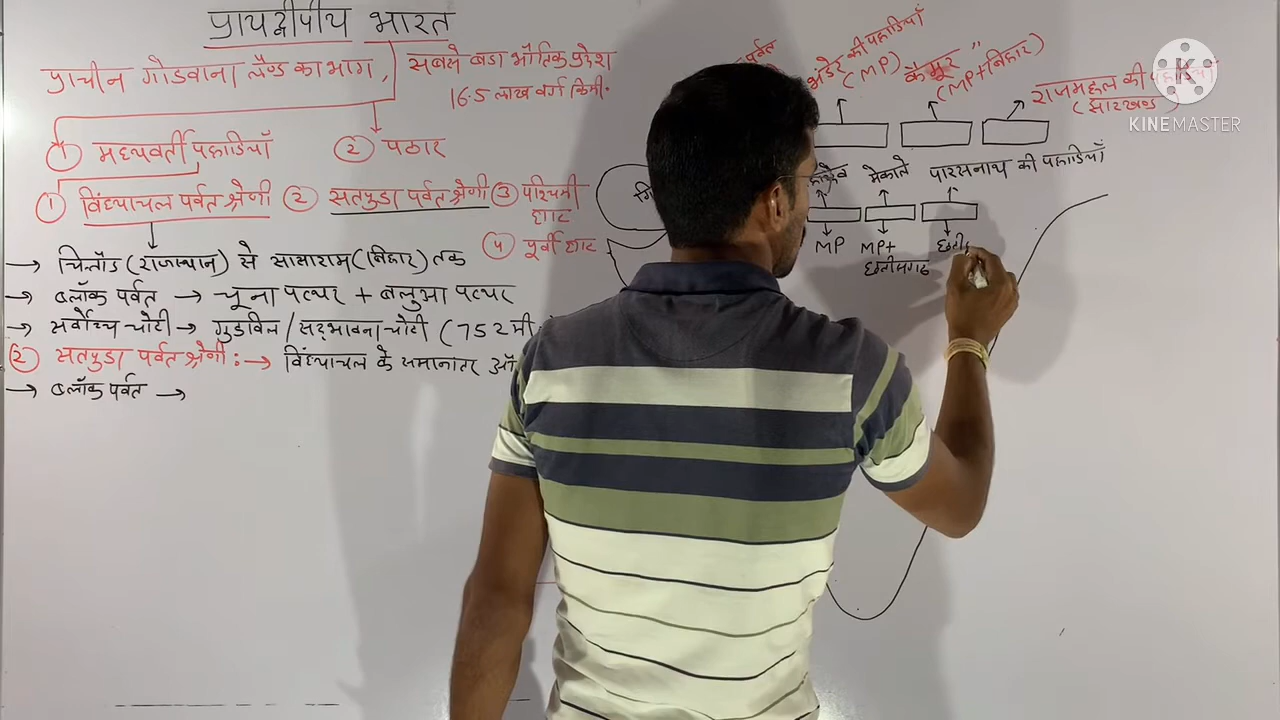 प्रायद्वीपीय भारत
प्राचीन गोंडवाना लैण्ड का भाग,
सबसे बडा भौतिक प्रदेश
16.5 लाख वर्ग किमी.
① मध्यवर्ती पहाडियाँ
② पठार
① विंध्याचल पर्वत श्रेणी ② सतपुडा पर्वत श्रेणी ③ पश्चिमी घाट
④ पूर्वी घाट
→ चित्तौड (राजस्थान) से सासाराम (बिहार) तक
→ ब्लॉक पर्वत → चूना पत्थर + बलुआ पत्थर
→ सर्वोच्च चोटी → गुडविल / सद्भावना चोटी (752 मी
② सतपुडा पर्वत श्रेणी :→ विंध्याचल के समानांतर
→ ब्लॉक पर्वत →
पर्वत
की पहाडियाँ
(MP)
कैमूर "
(MP+बिहार)
राजमहल की पहाडियाँ
(झारखण्ड)
मैकाले
पारसनाथ की पहाडियाँ
MP
MP+
छत्तीसगढ
KINEMASTER